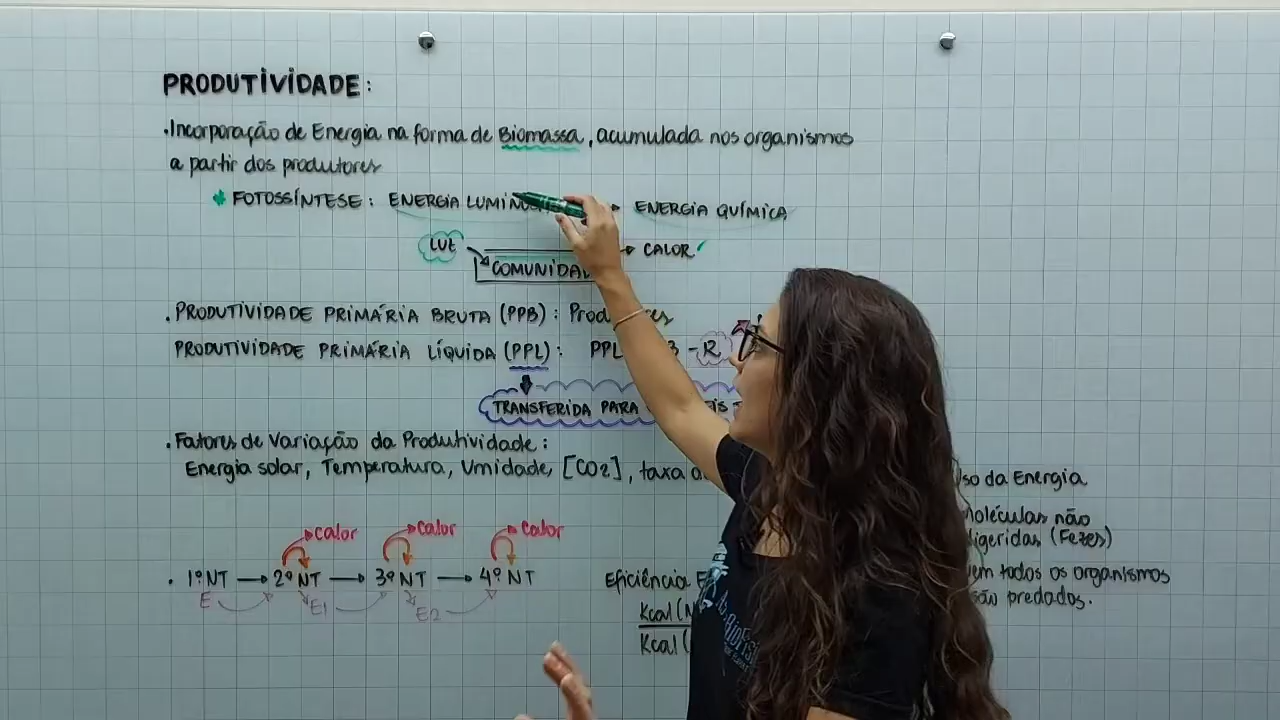 PRODUTIVIDADE:
.Incorporação de Energia na forma de Biomassa, acumulada nos organismos
a partir dos produtores
FOTOSSÍNTESE: ENERGIA ENERGIA QUÍMICA
LUZ CALOR
COMUNIDAD
. PRODUTIVIDADE PRIMÁRIA BRUTA (PPB): Prod
PRODUTIVIDADE PRIMÁRIA LÍQUIDA (PPL): PPL - R
TRANSFERIDA PARA
. Fatores de Variação da Produtividade:
Energia solar, Temperatura, Umidade, [CO2], taxa
so da Energia
Moléculas não
digeridas (Fezes)
calor calor calor
nem todos os organismos
. 1º NT → 2º NT → 3º NT → 4º NT Eficiência E
são predados.
E E1 E2
Kcal (N
Kcal (